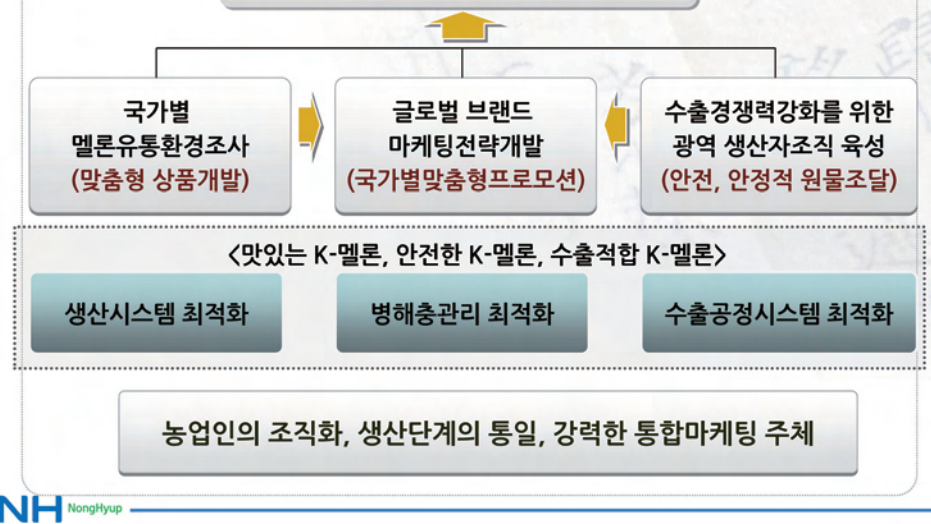 국가별
멜론유통환경조사
(맞춤형 상품개발)
글로벌 브랜드
마케팅전략개발
(국가별맞춤형프로모션)
수출경쟁력강화를 위한
광역 생산자조직 육성
(안전, 안정적 원물조달)
<맛있는 K-멜론, 안전한 K-멜론, 수출적합 K-멜론>
생산시스템 최적화
병해충관리 최적화
수출공정시스템 최적화
농업인의 조직화, 생산단계의 통일, 강력한 통합마케팅 주체
NH NongHyup